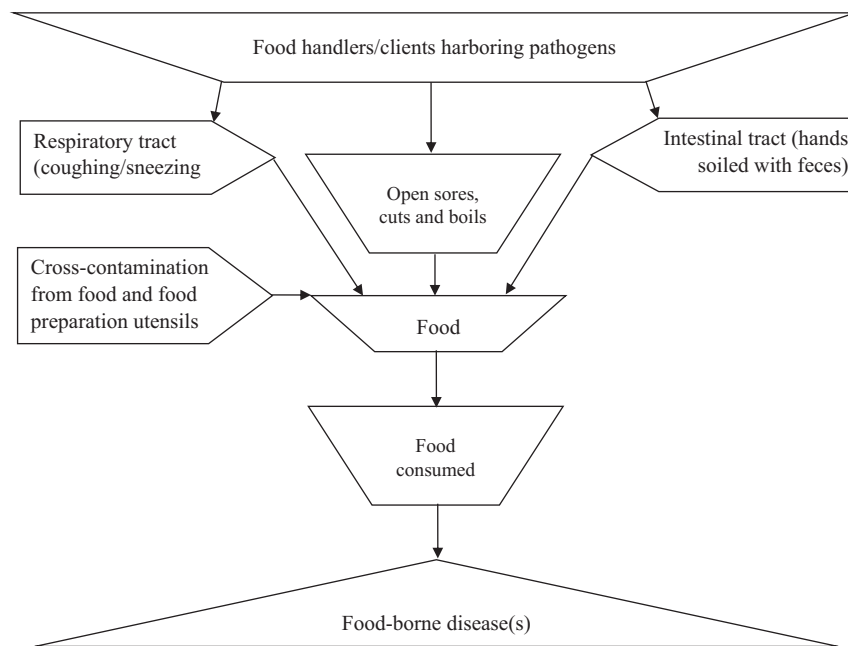 Food handlers/clients harboring pathogens
Respiratory tract
(coughing/sneezing
Open sores,
cuts and boils
Intestinal tract (hands
soiled with feces)
Cross-contamination
from food and food
preparation utensils
Food
Food
consumed
Food-borne disease(s)